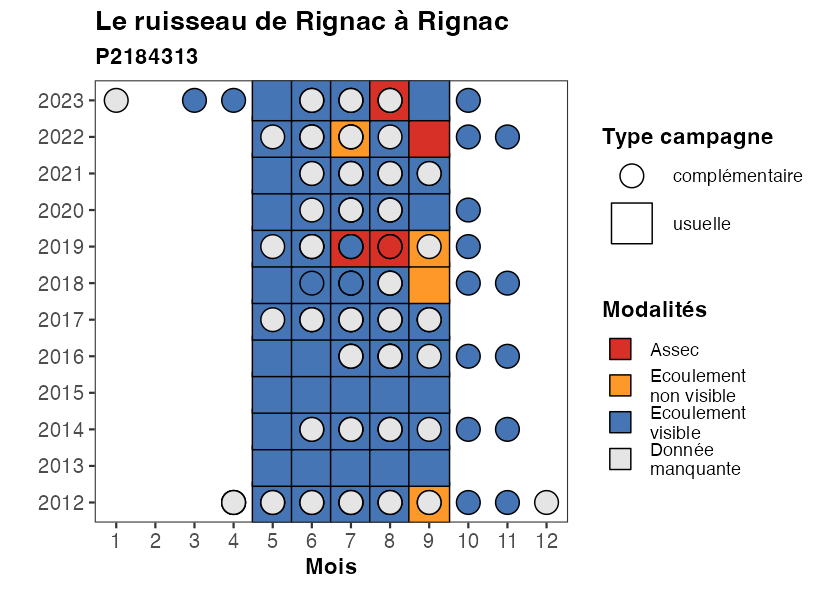 Le ruisseau de Rignac à Rignac
P2184313
2023
2022
2021
2020
2019
2018
2017
2016
2015
2014
2013
2012
1 2 3 4 5 6 7 8 9 10 11 12
Mois
Type campagne
complémentaire
usuelle
Modalités
Assec
Ecoulement
non visible
Ecoulement
visible
Donnée
manquante